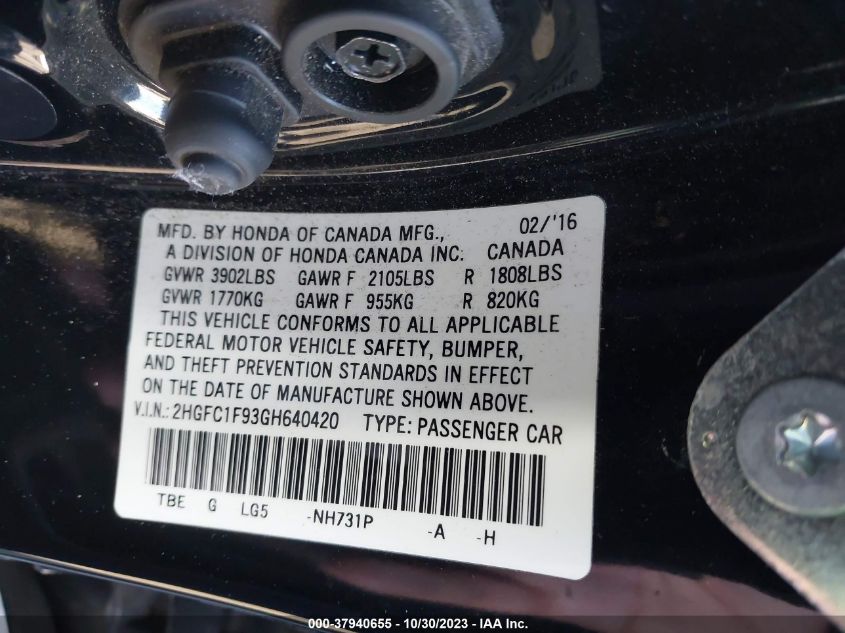 MFD. BY HONDA OF CANADA MFG., 02/'16
A DIVISION OF HONDA CANADA INC. CANADA
GVWR 3902LBS GAWR F 2105LBS R 1808LBS
GVWR 1770KG GAWR F 955KG R 820KG
THIS VEHICLE CONFORMS TO ALL APPLICABLE
FEDERAL MOTOR VEHICLE SAFETY, BUMPER,
AND THEFT PREVENTION STANDARDS IN EFFECT
ON THE DATE OF MANUFACTURE SHOWN ABOVE.
V.I.N.: 2HGFC1F93GH640420 TYPE: PASSENGER CAR
TBE G LG5 -NH731P -A -H
000-37940655 - 10/30/2023 - IAA Inc.